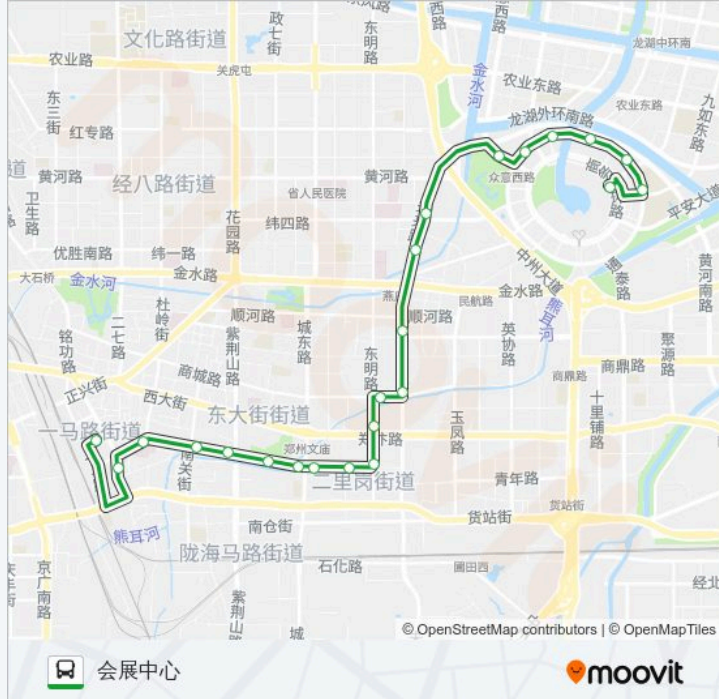 政七街
东明路
龙湖中环南
文化路街道
农业路
关虎屯
金水河
农业东路
九如东路
东三街
红专路
龙湖外环南路
农业东路
黄河路
黄河路
众意西路
经八路街道
省人民医院
卫生路
平安大道
花园路
纬四路
优胜南路
纬一路
中州大道
黄河南路
大石桥
金水河
金水路
通泰路
民航路
金水路
杜岭街
熊耳河
铭功路
二七路
顺河路
顺河路
紫荆山路
城东路
英协路
聚源路
东明路
商鼎路
正兴街
商城路
商鼎路
西大街
十里铺路
东大街街道
玉凤路
一马路街道
郑汴路
郑州文庙
南关街
二里岗街道
青年路
货站街
货站街
南仓街
熊耳河
陇海马路街道
京广南路
石化路
圃田西
经北
紫荆山路
城
© OpenStreetMap contributors | © OpenMapTiles
会展中心
moovit